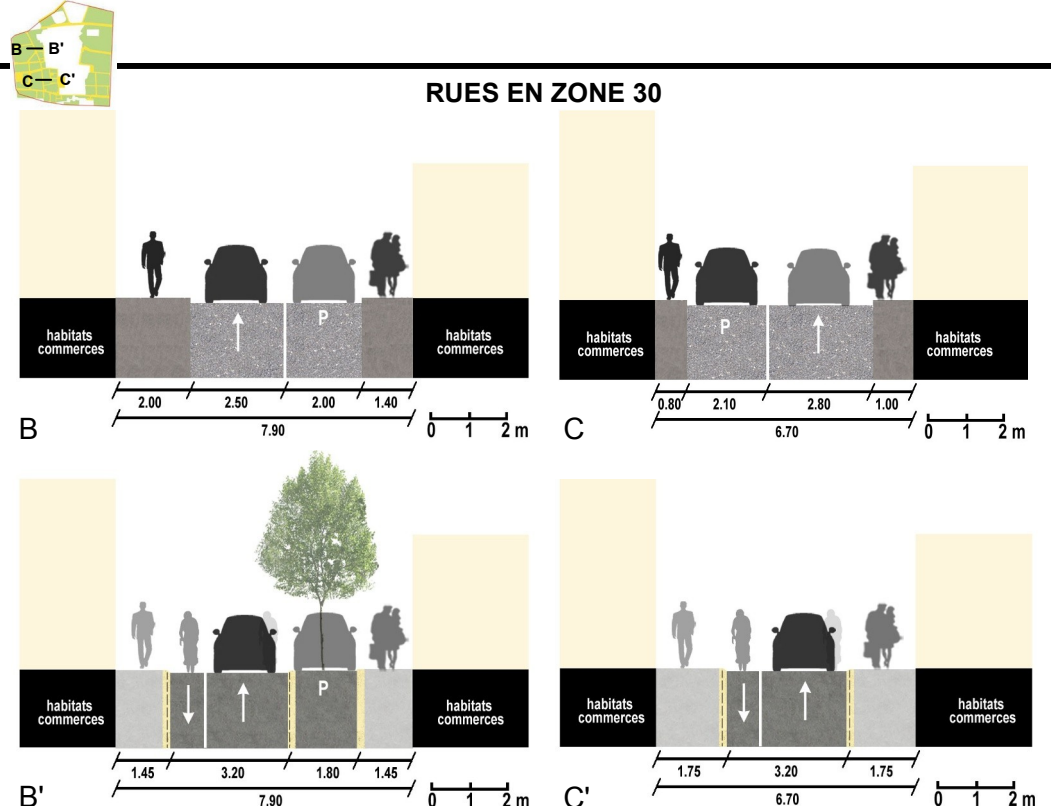 B B'
C C'
RUES EN ZONE 30
habitats
commerces
P
habitats
commerces
2.00 2.50 2.00 1.40
7.90
0 1 2 m
B
habitats
commerces
P
habitats
commerces
0.80 2.10 2.80 1.00
6.70
0 1 2 m
C
habitats
commerces
P
habitats
commerces
1.45 3.20 1.80 1.45
7.90
0 1 2 m
B'
habitats
commerces
habitats
commerces
1.75 3.20 1.75
6.70
0 1 2 m
C'